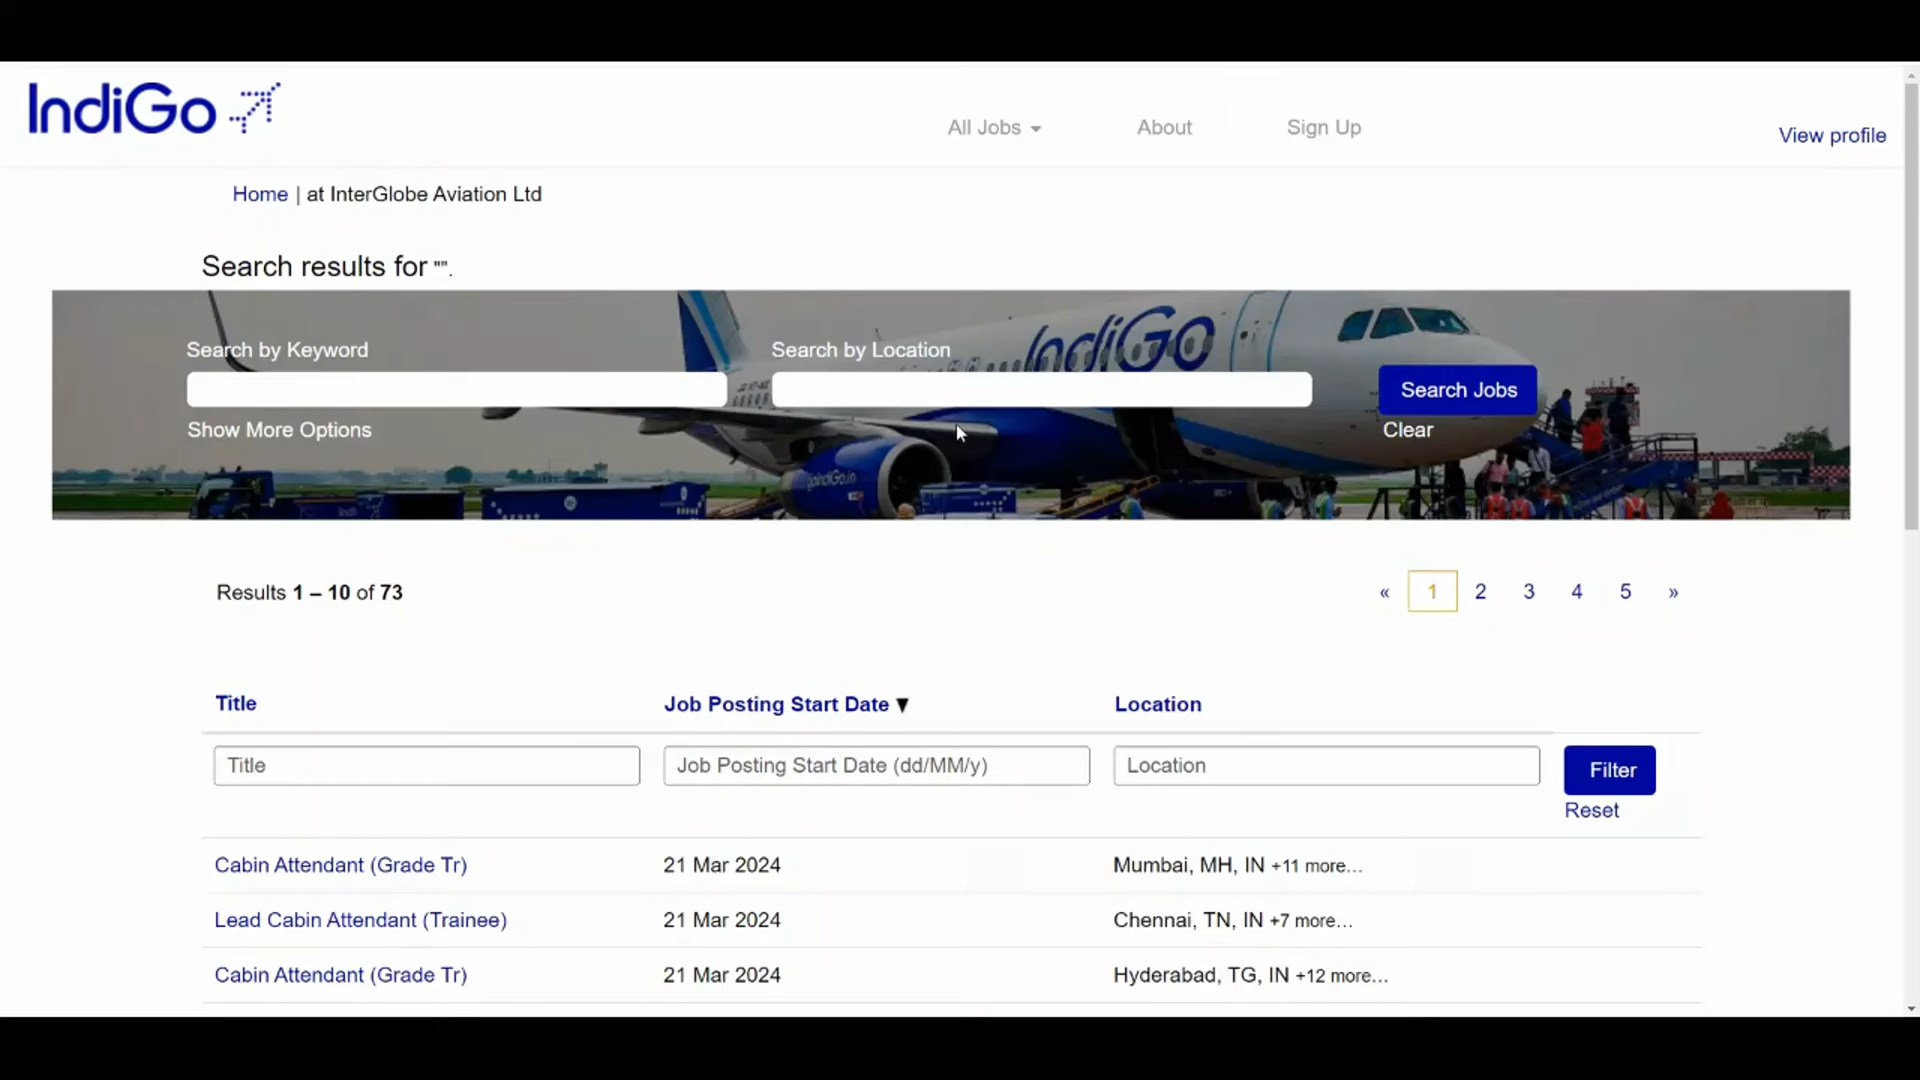 IndiGo
All Jobs
About
Sign Up
View profile
Home | at InterGlobe Aviation Ltd
Search results for "".
IndiGo
Search by Keyword
Search by Location
Search Jobs
Show More Options
Clear
goIndiGo.in
Results 1 – 10 of 73
« 1 2 3 4 5 »
Title
Job Posting Start Date ▼
Location
Title
Job Posting Start Date (dd/MM/y)
Location
Filter
Reset
Cabin Attendant (Grade Tr) 21 Mar 2024 Mumbai, MH, IN +11 more...
Lead Cabin Attendant (Trainee) 21 Mar 2024 Chennai, TN, IN +7 more...
Cabin Attendant (Grade Tr) 21 Mar 2024 Hyderabad, TG, IN +12 more...